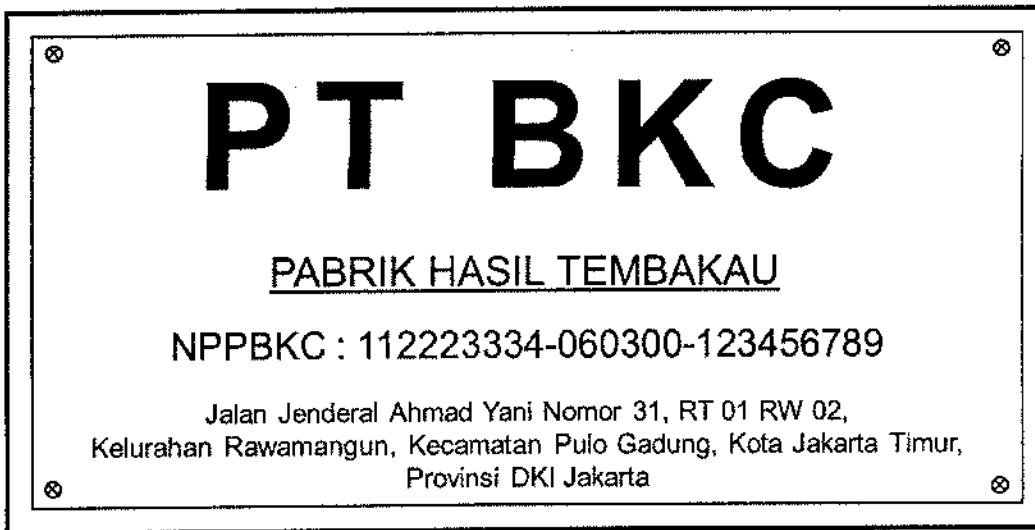 PT BKC
PABRIK HASIL TEMBAKAU
NPPBKC : 112223334-060300-123456789
Jalan Jenderal Ahmad Yani Nomor 31, RT 01 RW 02,
Kelurahan Rawamangun, Kecamatan Pulo Gadung, Kota Jakarta Timur,
Provinsi DKI Jakarta